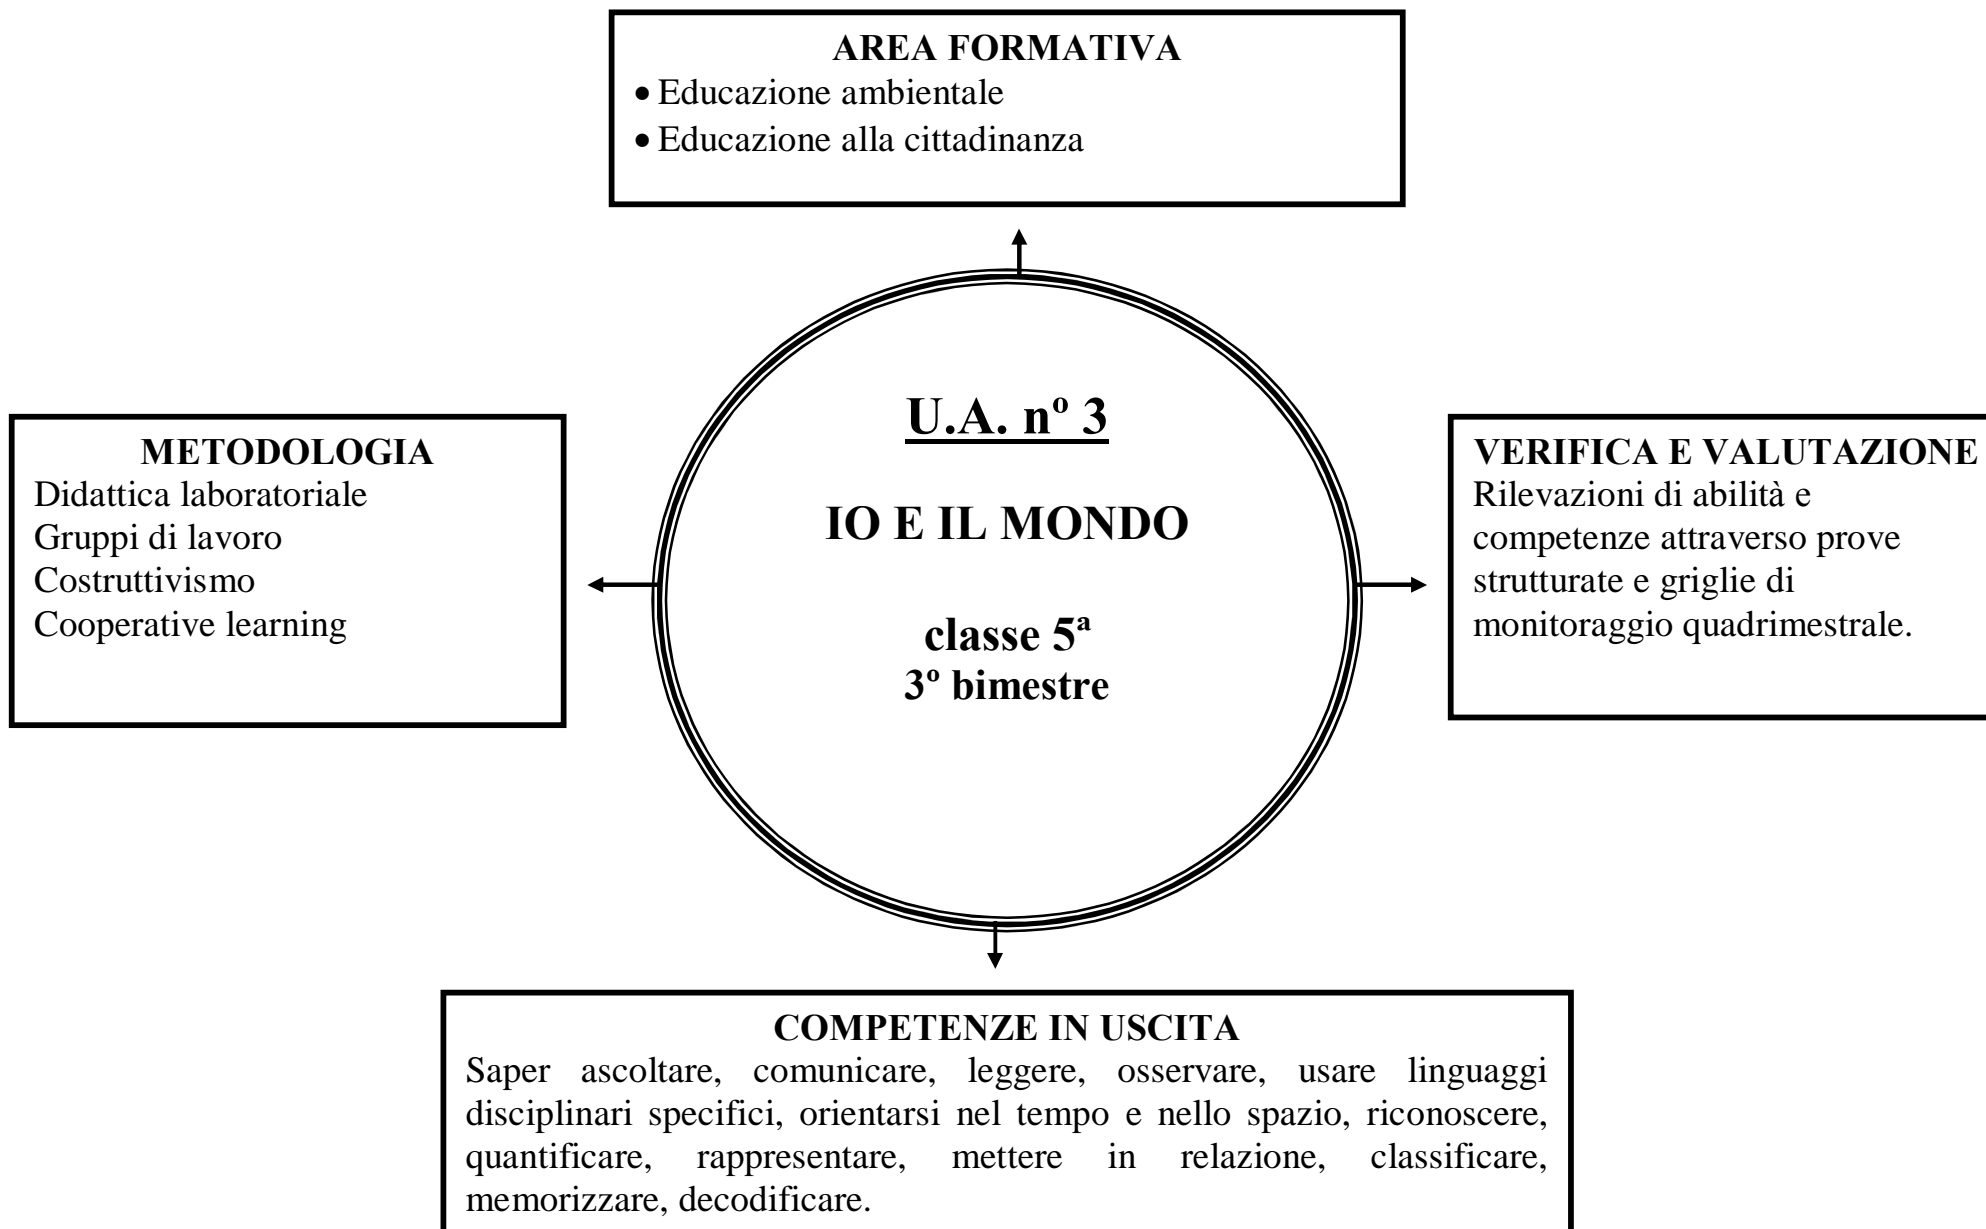 AREA FORMATIVA
• Educazione ambientale
• Educazione alla cittadinanza
METODOLOGIA
Didattica laboratoriale
Gruppi di lavoro
Costruttivismo
Cooperative learning
U.A. nº 3
IO E IL MONDO
classe 5ª
3º bimestre
VERIFICA E VALUTAZIONE
Rilevazioni di abilità e
competenze attraverso prove
strutturate e griglie di
monitoraggio quadrimestrale.
COMPETENZE IN USCITA
Saper ascoltare, comunicare, leggere, osservare, usare linguaggi
disciplinari specifici, orientarsi nel tempo e nello spazio, riconoscere,
quantificare, rappresentare, mettere in relazione, classificare,
memorizzare, decodificare.